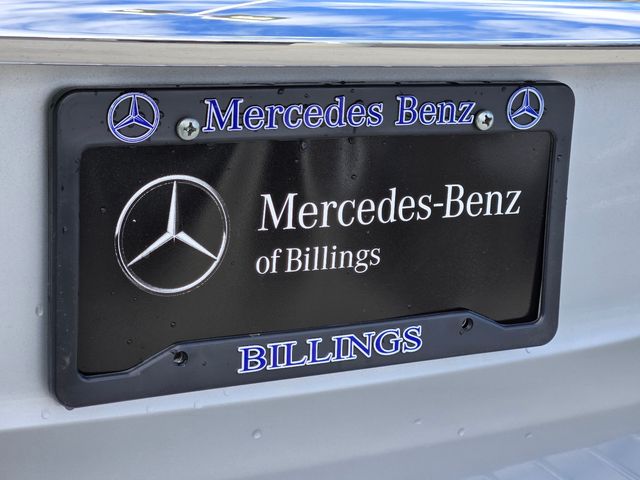 Mercedes Benz
Mercedes-Benz
of Billings
BILLINGS